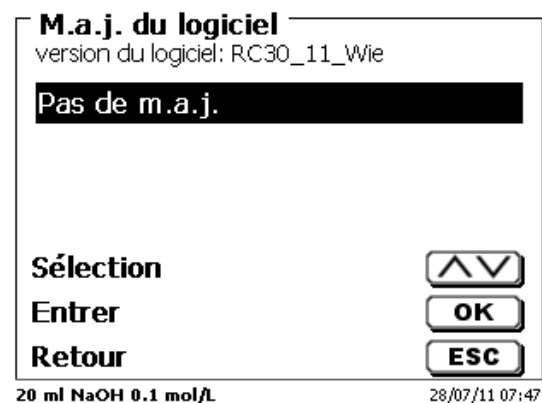 M.a.j. du logiciel
version du logiciel: RC30_11_Wie
Pas de m.a.j.
Sélection
Entrer OK
Retour ESC
20 ml NaOH 0.1 mol/L 28/07/11 07:47